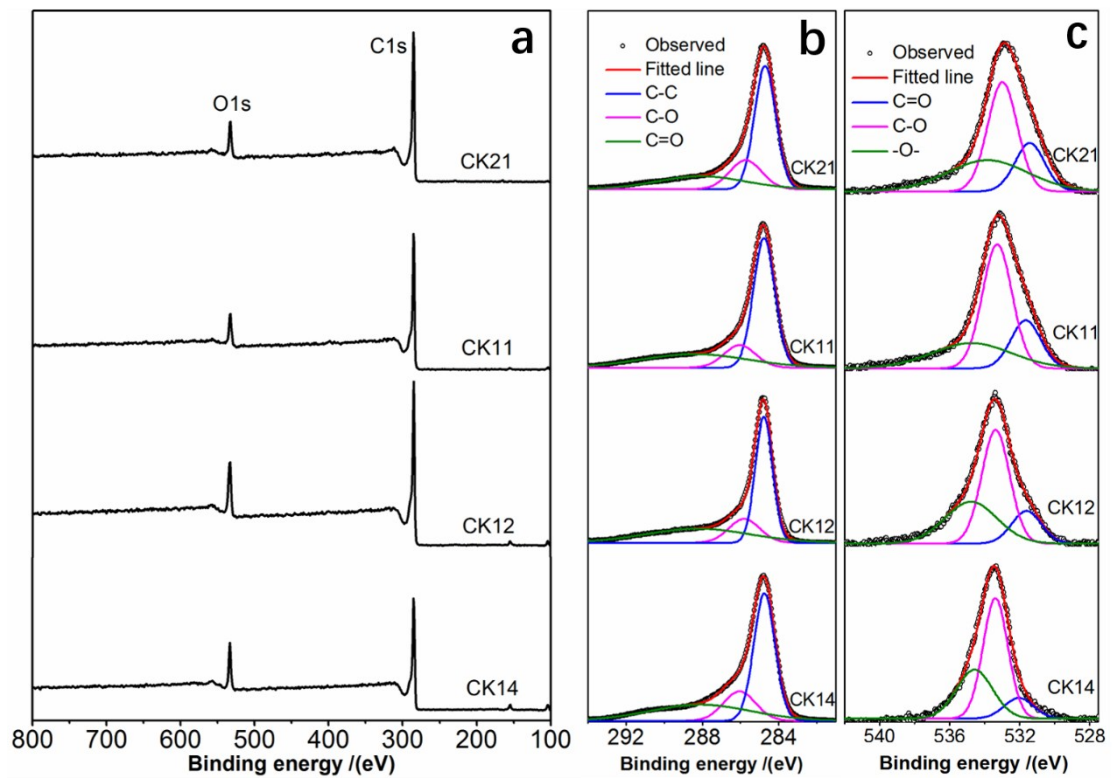 a
C1s
O1s
CK21
CK11
CK12
CK14
800 700 600 500 400 300 200 100
Binding energy /(eV)
b
Observed
Fitted line
C-C
C-O
C=O
CK21
CK11
CK12
CK14
292 288 284
Binding energy /(eV)
c
Observed
Fitted line
C=O
C-O
-O-
CK21
CK11
CK12
CK14
540 536 532 528
Binding energy /(eV)